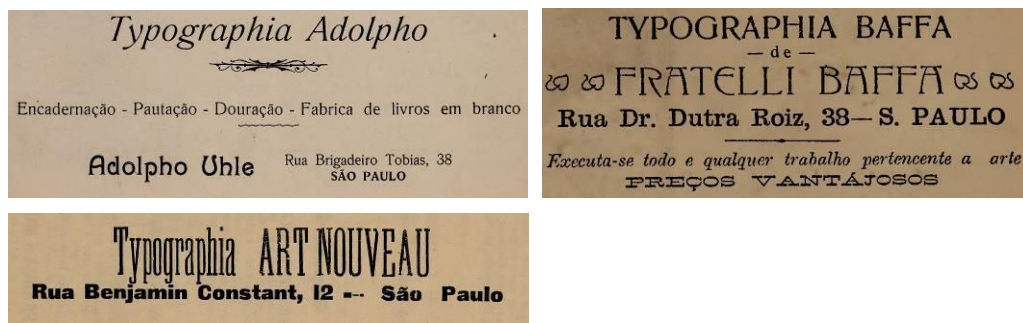 Typographia Adolpho
Encadernação - Pautação - Douração - Fabrica de livros em branco
Adolpho Uhle
Rua Brigadeiro Tobias, 38
SÃO PAULO
TYPOGRAPHIA BAFFA
— de —
FRATELLI BAFFA
Rua Dr. Dutra Roiz, 38 — S. PAULO
Executa-se todo e qualquer trabalho pertencente a arte
PREÇOS VANTÁJOSOS
Typographia ART NOUVEAU
Rua Benjamin Constant, 12 -- São Paulo